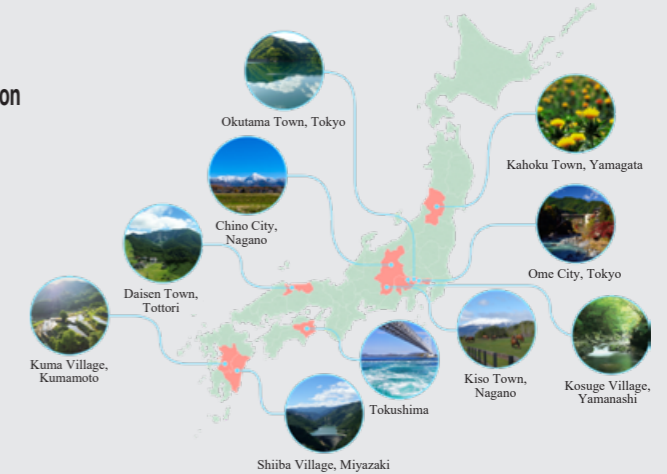 on
Okutama Town, Tokyo
Kahoku Town, Yamagata
Chino City,
Nagano
Ome City, Tokyo
Daisen Town,
Tottori
Kuma Village,
Kumamoto
Tokushima
Kiso Town,
Nagano
Kosuge Village,
Yamanashi
Shiiba Village, Miyazaki